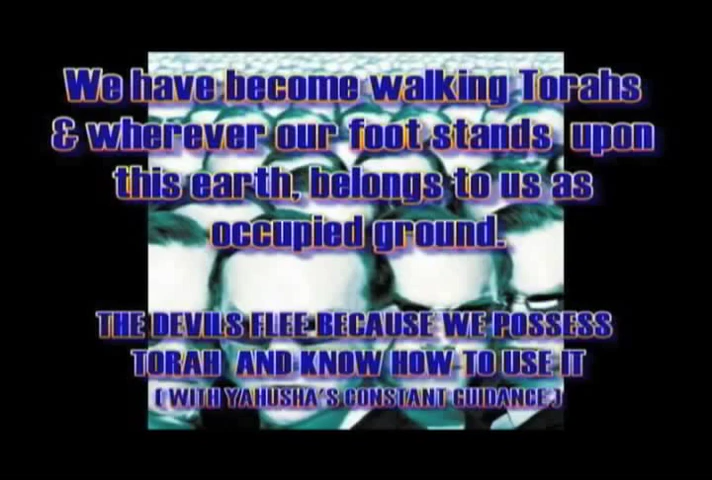 We have become walking Torahs
& wherever our foot stands upon
this earth, belongs to us as
occupied ground.
THE DEVILS FLEE BECAUSE WE POSSESS
TORAH AND KNOW HOW TO USE IT
( WITH YAHUSHA'S CONSTANT GUIDANCE )